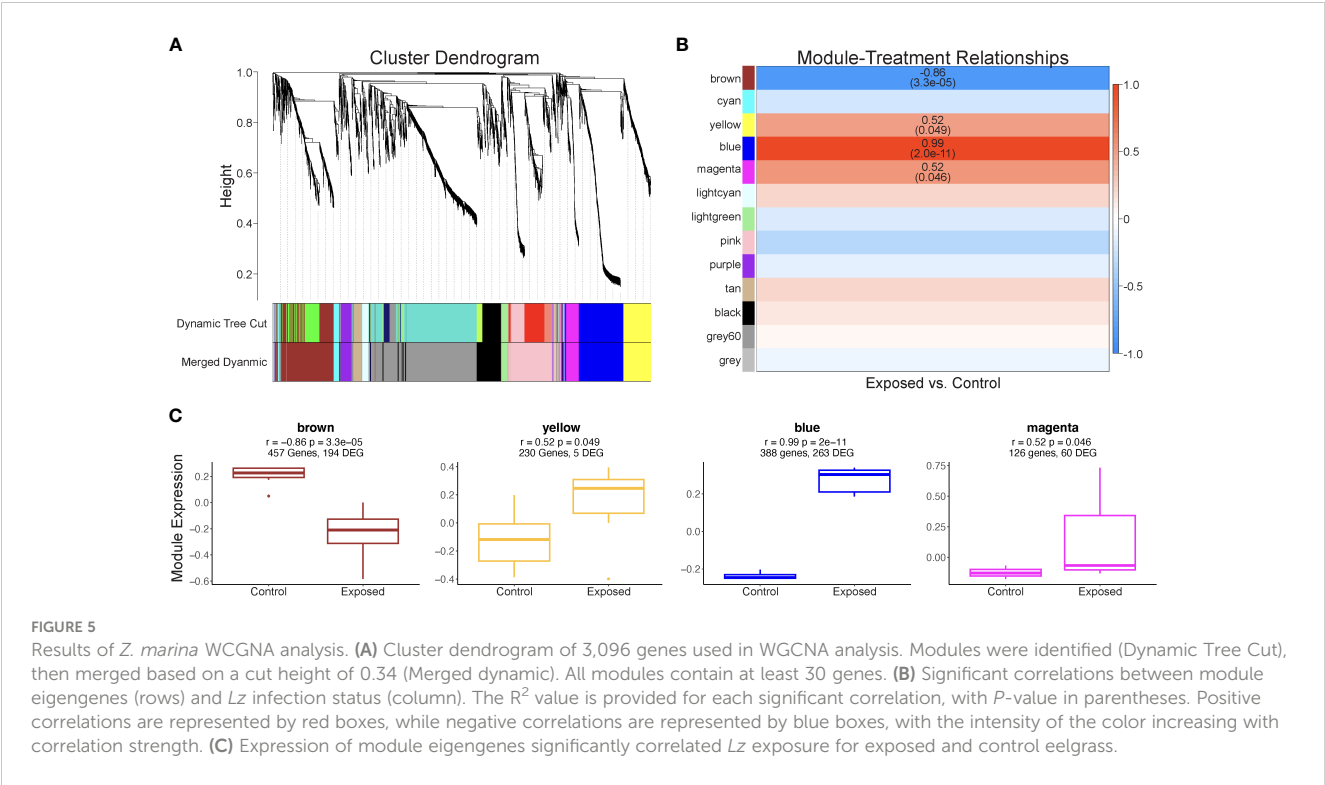 A
Cluster Dendrogram
1.0
0.8
0.6
0.4
0.2
Height
Dynamic Tree Cut
Merged Dyanmic
B
Module-Treatment Relationships
brown
cyan
yellow
blue
magenta
lightcyan
lightgreen
pink
purple
tan
black
grey60
grey
-0.86
(3.3e-05)
0.52
(0.049)
0.99
(2.0e-11)
0.52
(0.046)
1.0
0.5
0
-0.5
-1.0
Exposed vs. Control
C
Module Expression
brown
r = −0.86 p = 3.3e−05
457 Genes, 194 DEG
0.2
0.0
−0.2
−0.4
−0.6
Control Exposed
yellow
r = 0.52 p = 0.049
230 Genes, 5 DEG
0.4
0.2
0.0
−0.2
−0.4
Control Exposed
blue
r = 0.99 p = 2e−11
388 genes, 263 DEG
0.2
0.0
−0.2
Control Exposed
magenta
r = 0.52 p = 0.046
126 genes, 60 DEG
0.75
0.50
0.25
0.00
Control Exposed
FIGURE 5
Results of Z. marina WCGNA analysis. (A) Cluster dendrogram of 3,096 genes used in WGCNA analysis. Modules were identified (Dynamic Tree Cut),
then merged based on a cut height of 0.34 (Merged dynamic). All modules contain at least 30 genes. (B) Significant correlations between module
eigengenes (rows) and Lz infection status (column). The R² value is provided for each significant correlation, with P-value in parentheses. Positive
correlations are represented by red boxes, while negative correlations are represented by blue boxes, with the intensity of the color increasing with
correlation strength. (C) Expression of module eigengenes significantly correlated Lz exposure for exposed and control eelgrass.